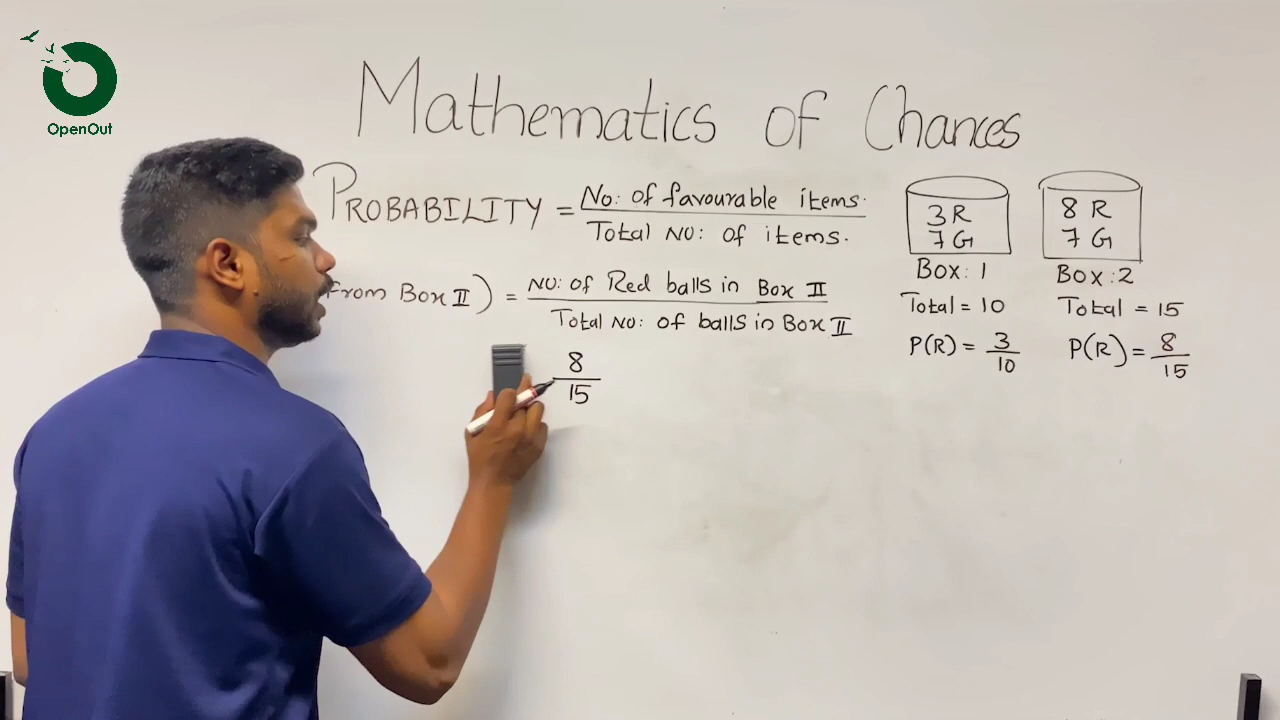 OpenOut
Mathematics of Chances
PROBABILITY = No: of favourable items.
Total No: of items.
from Box II) = No: of Red balls in Box II
Total No: of balls in Box II
8
15
3 R
7 G
Box: 1
Total = 10
P(R) = 3
10
8 R
7 G
Box: 2
Total = 15
P(R) = 8
15